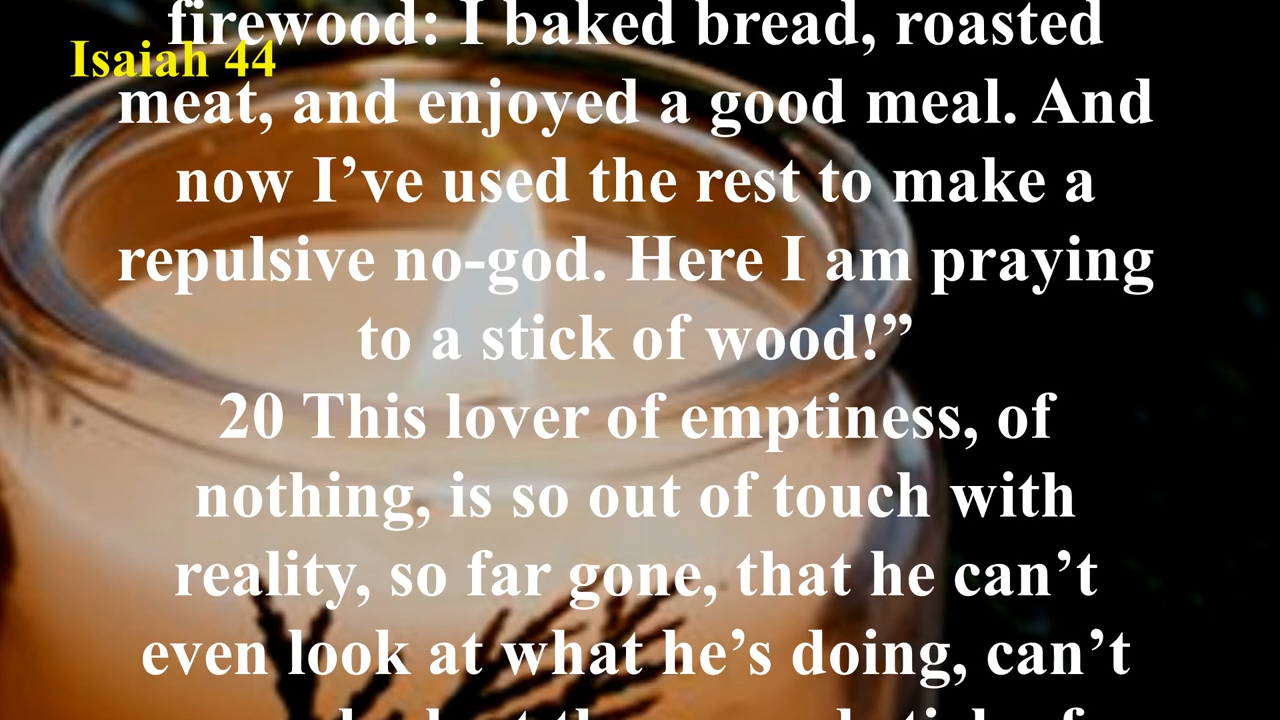 firewood: I baked bread, roasted
Isaiah 44
meat, and enjoyed a good meal. And
now I’ve used the rest to make a
repulsive no-god. Here I am praying
to a stick of wood!”
20 This lover of emptiness, of
nothing, is so out of touch with
reality, so far gone, that he can’t
even look at what he’s doing, can’t